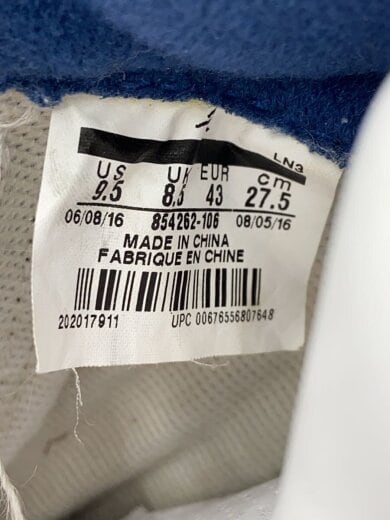 LN3
US UK EUR cm
9.5 8.5 43 27.5
06/08/16 854262-106 08/05/16
MADE IN CHINA
FABRIQUE EN CHINE
202017911 UPC 00676556807648